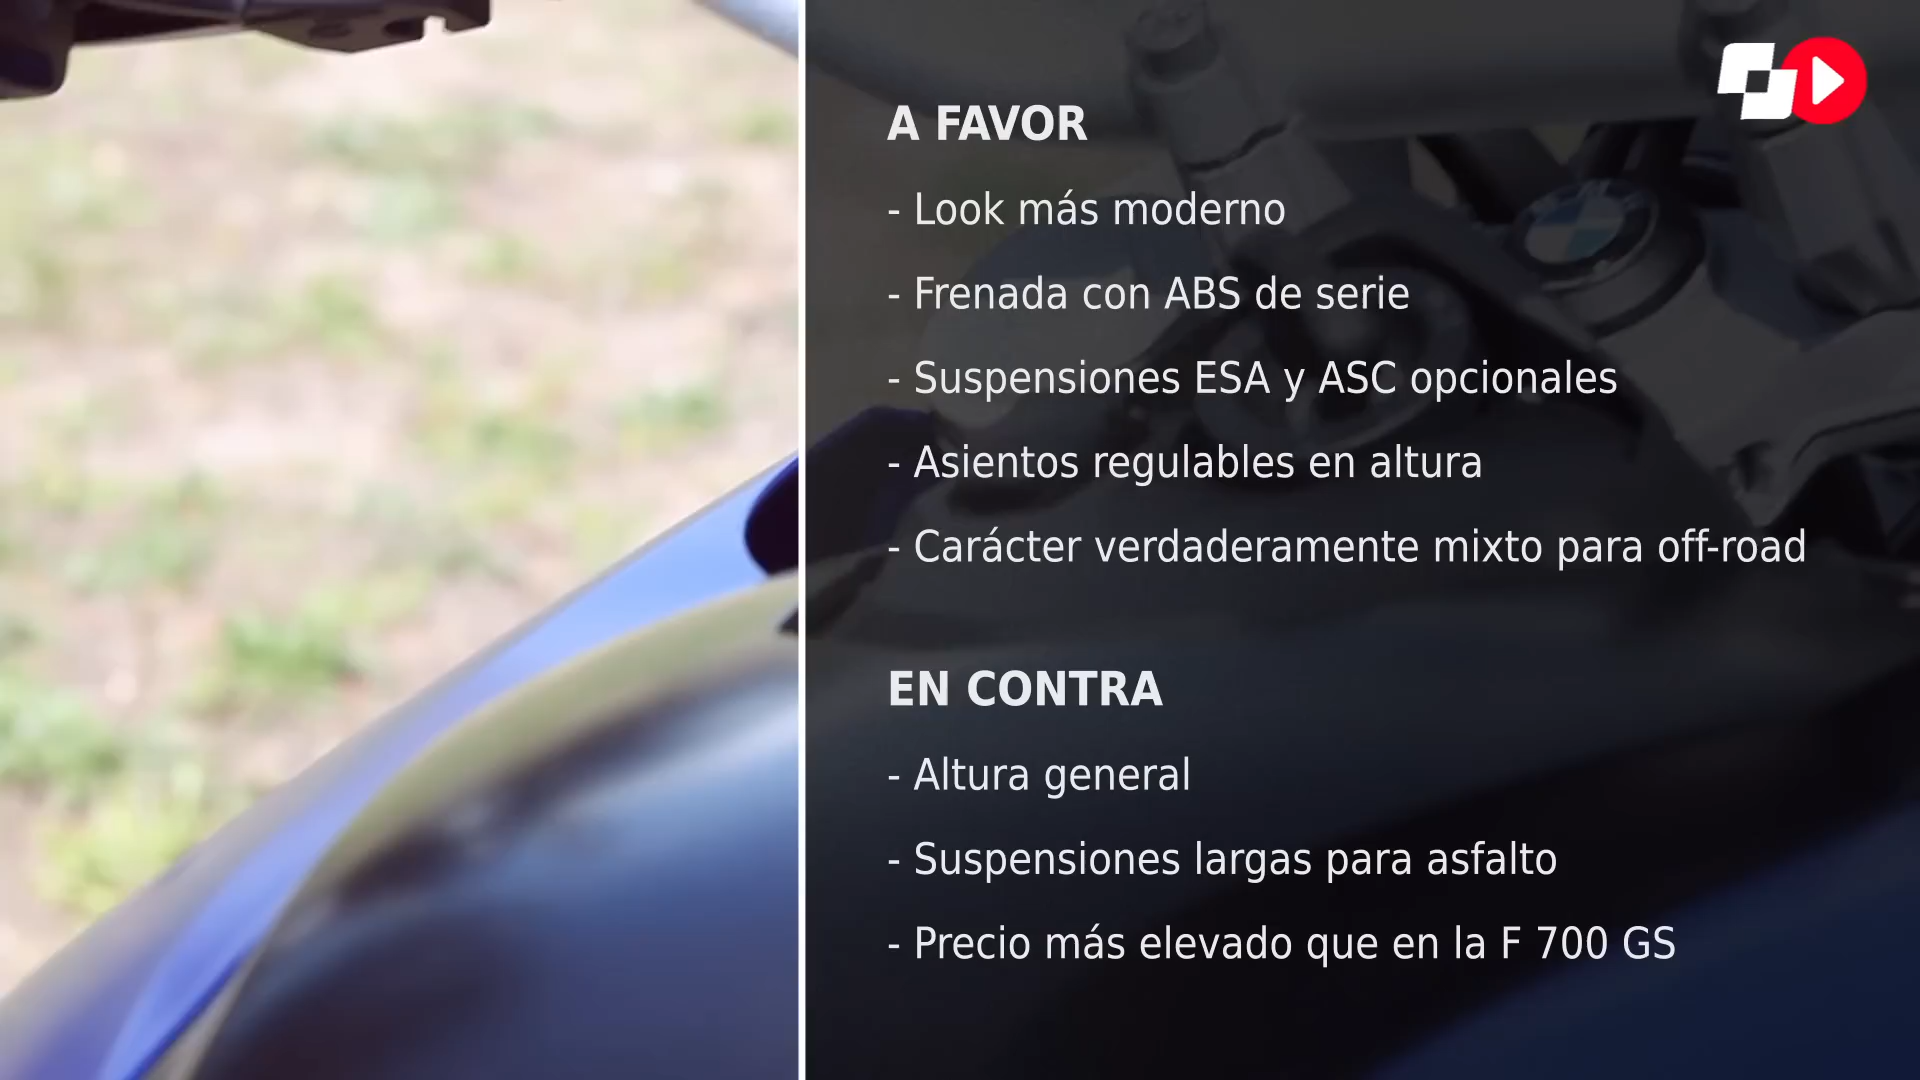 A FAVOR
- Look más moderno
- Frenada con ABS de serie
- Suspensiones ESA y ASC opcionales
- Asientos regulables en altura
- Carácter verdaderamente mixto para off-road
EN CONTRA
- Altura general
- Suspensiones largas para asfalto
- Precio más elevado que en la F 700 GS